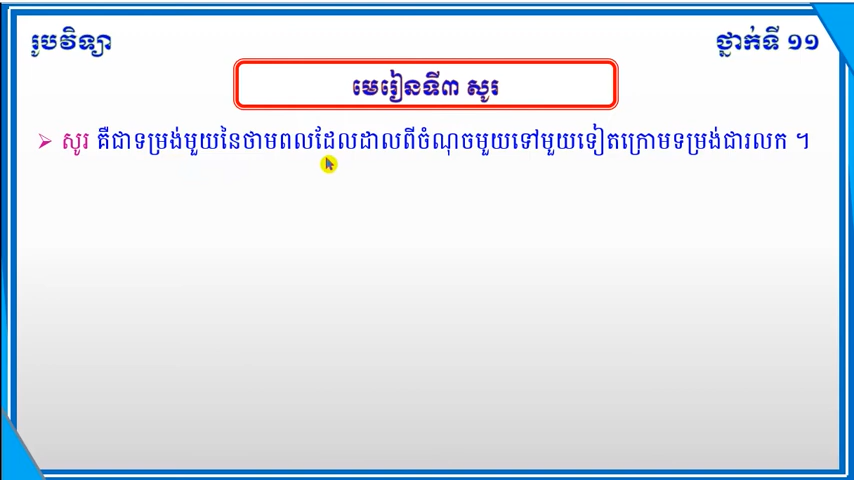 រូបវិទ្យា
ថ្នាក់ទី ១១
មេរៀនទី៣ សូរ
សូរ គឺជាទម្រង់មួយនៃថាមពលដែលដាលពីចំណុចមួយទៅមួយទៀតក្រោមទម្រង់ជារលក ។